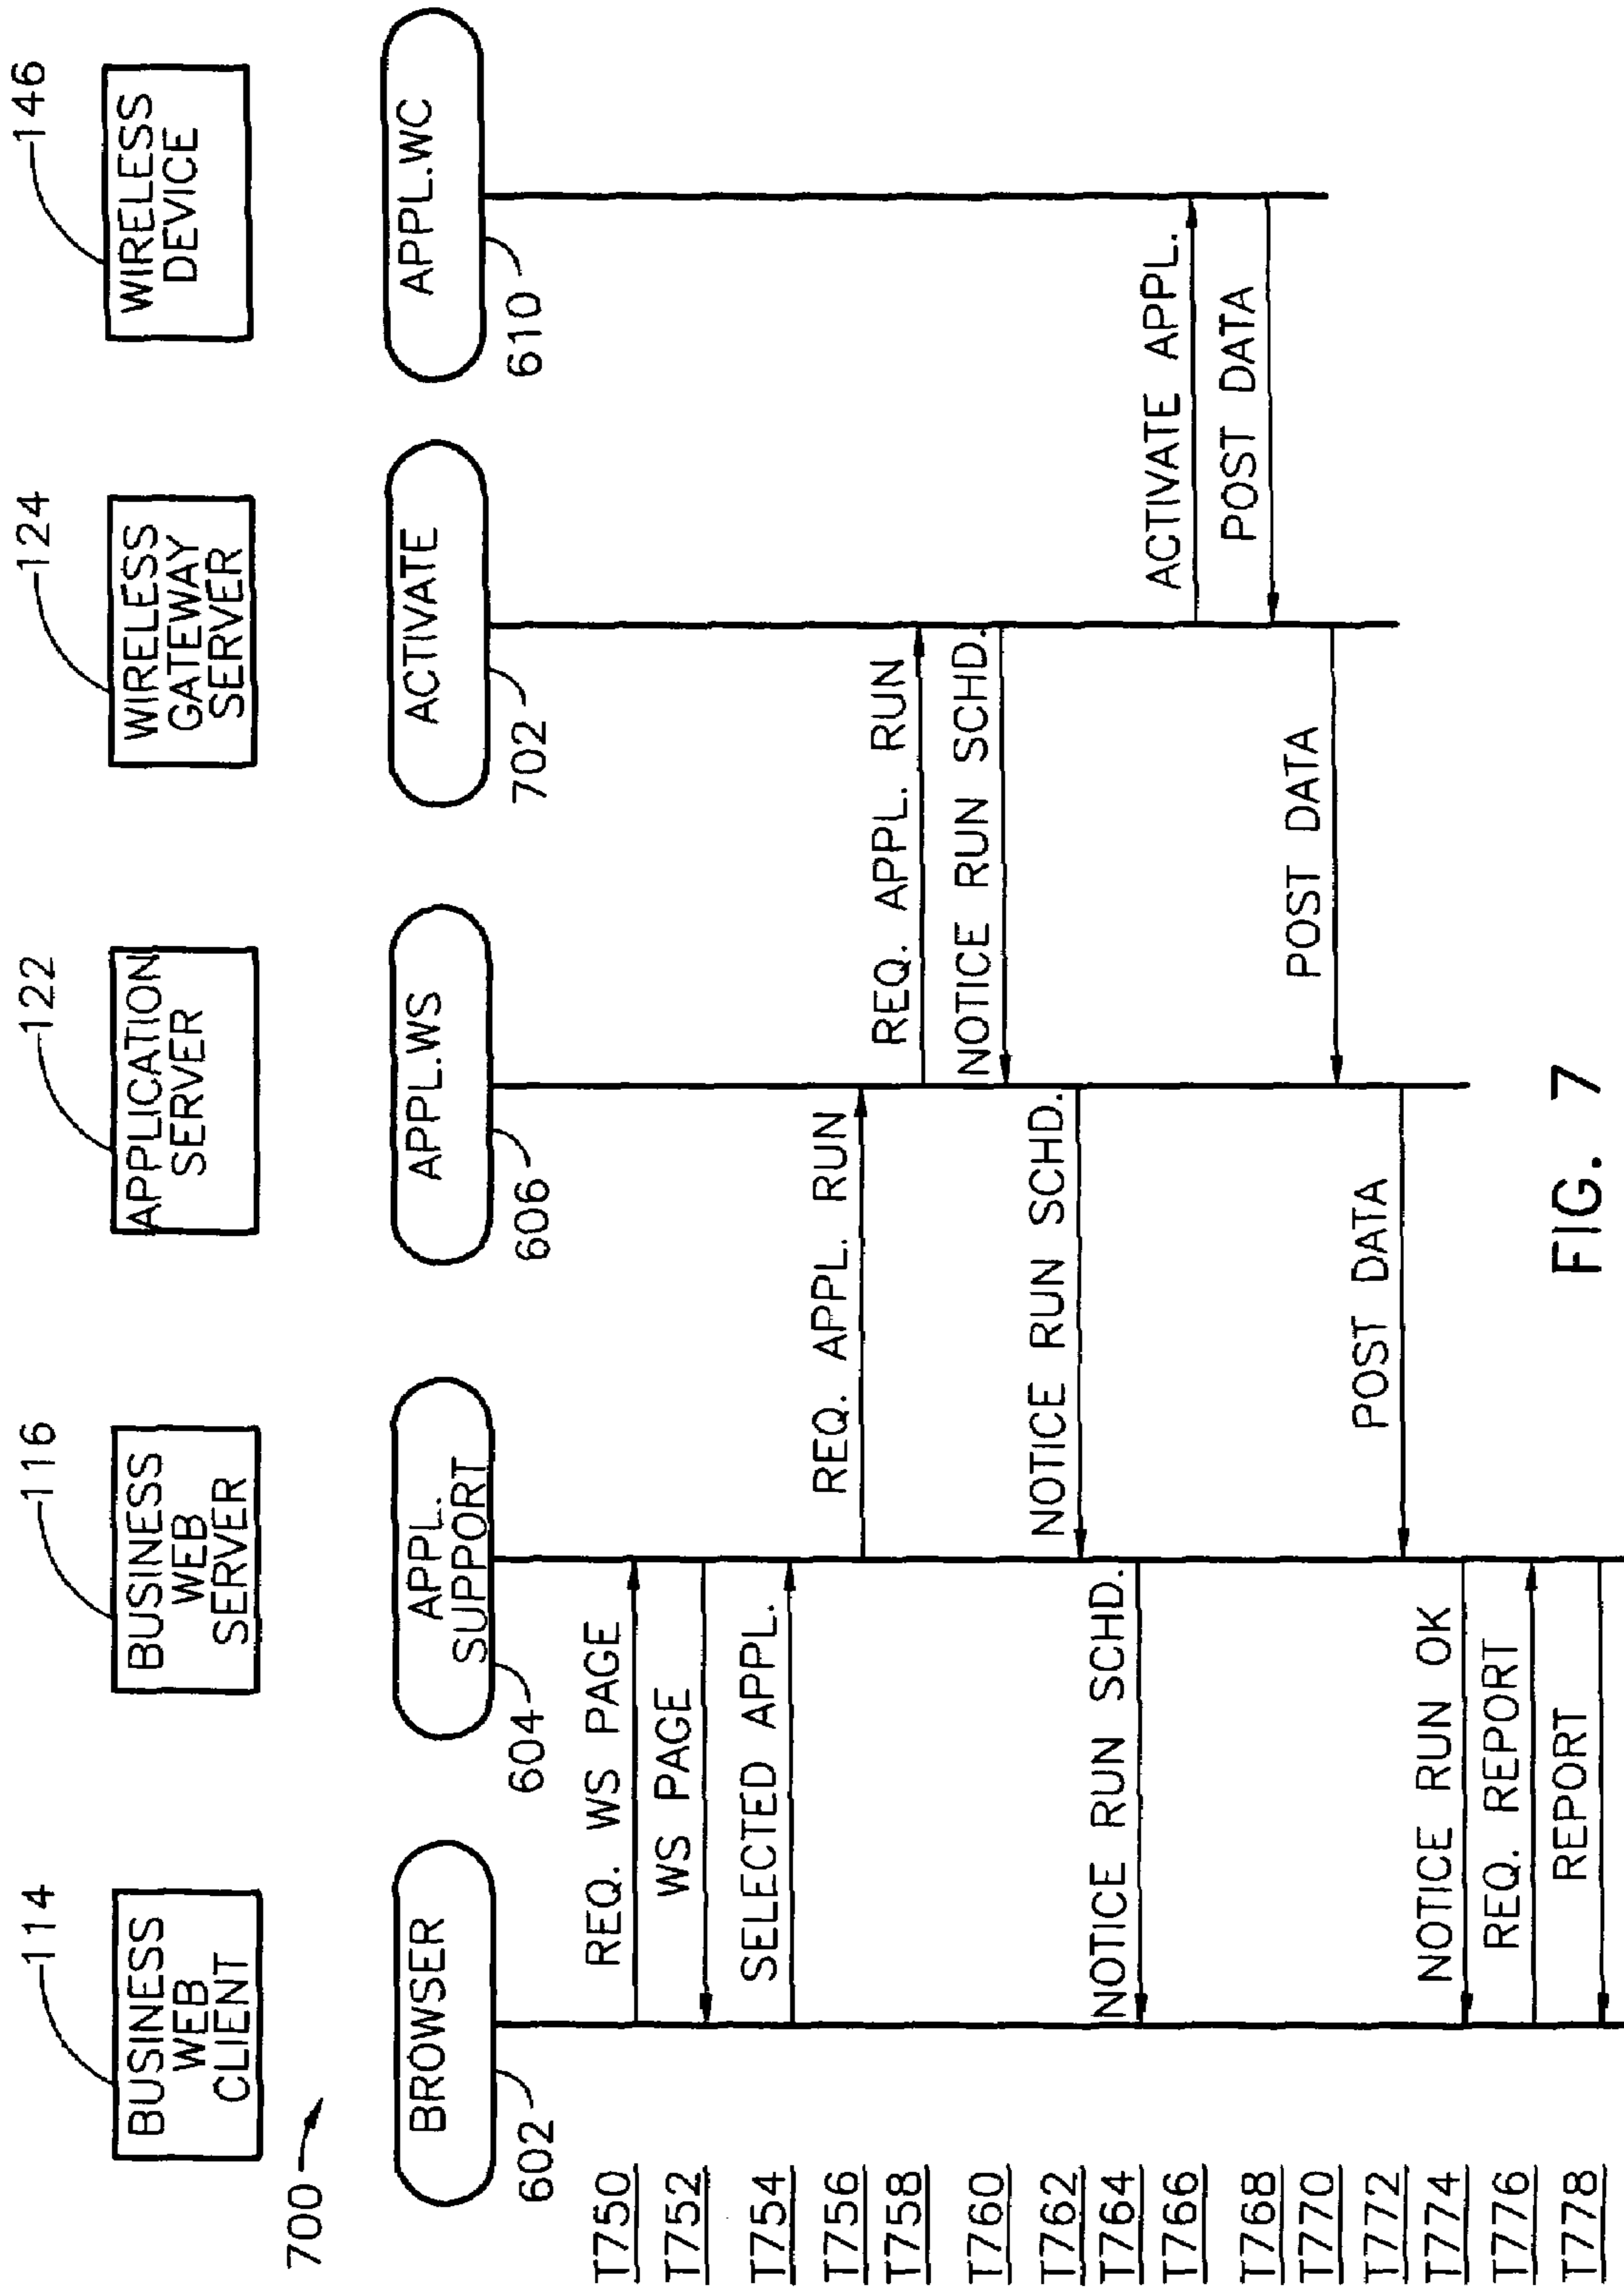 114
BUSINESS
WEB
CLIENT
116
BUSINESS
WEB
SERVER
122
APPLICATION
SERVER
124
WIRELESS
GATEWAY
SERVER
146
WIRELESS
DEVICE
700
BROWSER
602
APPL.
SUPPORT
604
APPL.WS
606
ACTIVATE
702
APPL.WC
610
T750
REQ. WS PAGE
T752
WS PAGE
T754
SELECTED APPL.
T756
REQ. APPL. RUN
T758
REQ. APPL. RUN
T760
NOTICE RUN SCHD.
T762
NOTICE RUN SCHD.
T764
NOTICE RUN SCHD.
T766
ACTIVATE APPL.
T768
POST DATA
T770
POST DATA
T772
POST DATA
T774
NOTICE RUN OK
T776
REQ. REPORT
T778
REPORT
FIG. 7